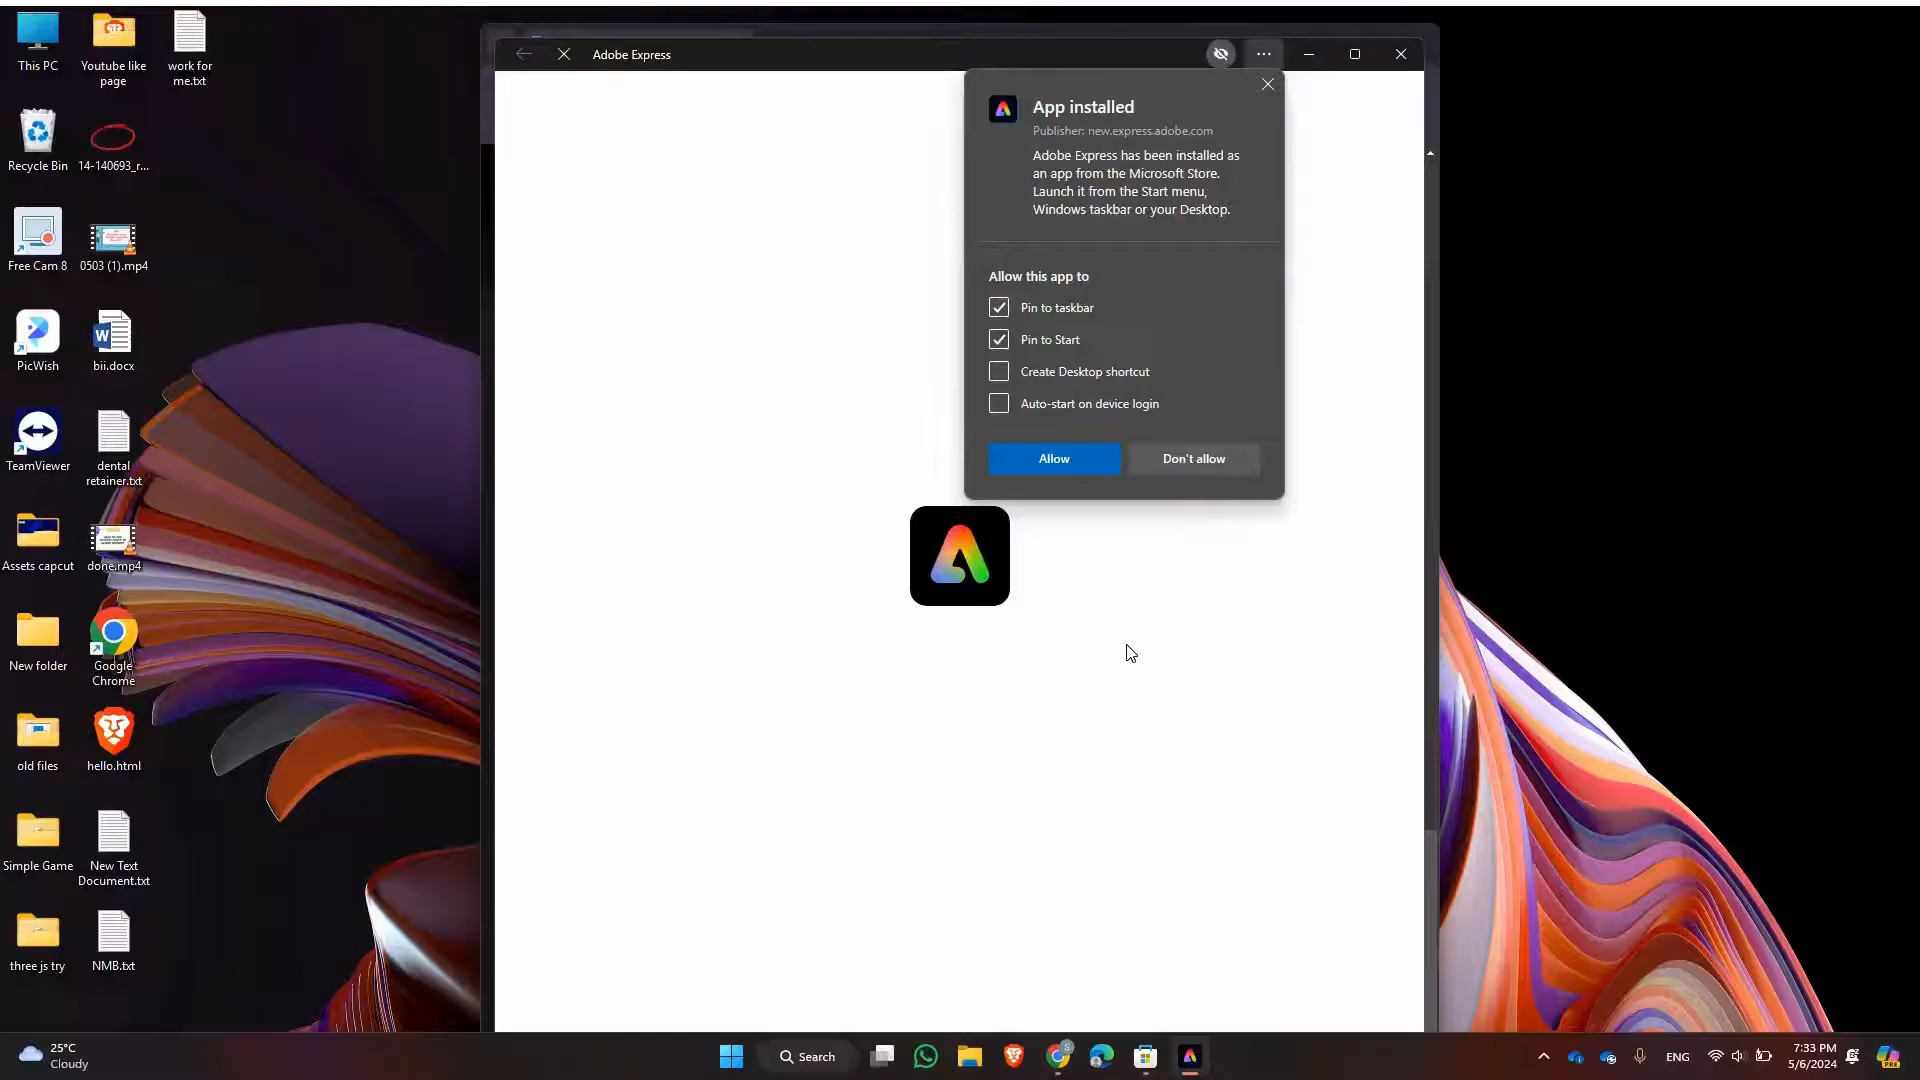 This PC
Youtube like
page
work for
me.txt
Recycle Bin
14-140693_r...
Free Cam 8
0503 (1).mp4
PicWish
bii.docx
TeamViewer
dental
retainer.txt
Assets capcut
done.mp4
New folder
Google
Chrome
old files
hello.html
Simple Game
New Text
Document.txt
three js try
NMB.txt
Adobe Express
App installed
Publisher: new.express.adobe.com
Adobe Express has been installed as
an app from the Microsoft Store.
Launch it from the Start menu,
Windows taskbar or your Desktop.
Allow this app to
Pin to taskbar
Pin to Start
Create Desktop shortcut
Auto-start on device login
Allow
Don't allow
25°C
Cloudy
Search
S
ENG
7:33 PM
5/6/2024
PRE